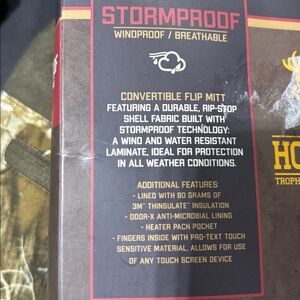 STORMPROOF
WINDPROOF / BREATHABLE
CONVERTIBLE FLIP MITT
FEATURING A DURABLE, RIP-STOP
SHELL FABRIC BUILT WITH
STORMPROOF TECHNOLOGY:
A WIND AND WATER RESISTANT
LAMINATE, IDEAL FOR PROTECTION
IN ALL WEATHER CONDITIONS.
ADDITIONAL FEATURES:
- LINED WITH 80 GRAMS OF
3M™ THINSULATE™ INSULATION
- ODOR-X ANTI-MICROBIAL LINING
- HEATER PACK POCKET
- FINGERS INSIDE WITH PRO-TEXT TOUCH
SENSITIVE MATERIAL, ALLOWS FOR USE
OF ANY TOUCH SCREEN DEVICE
HO
TROPH